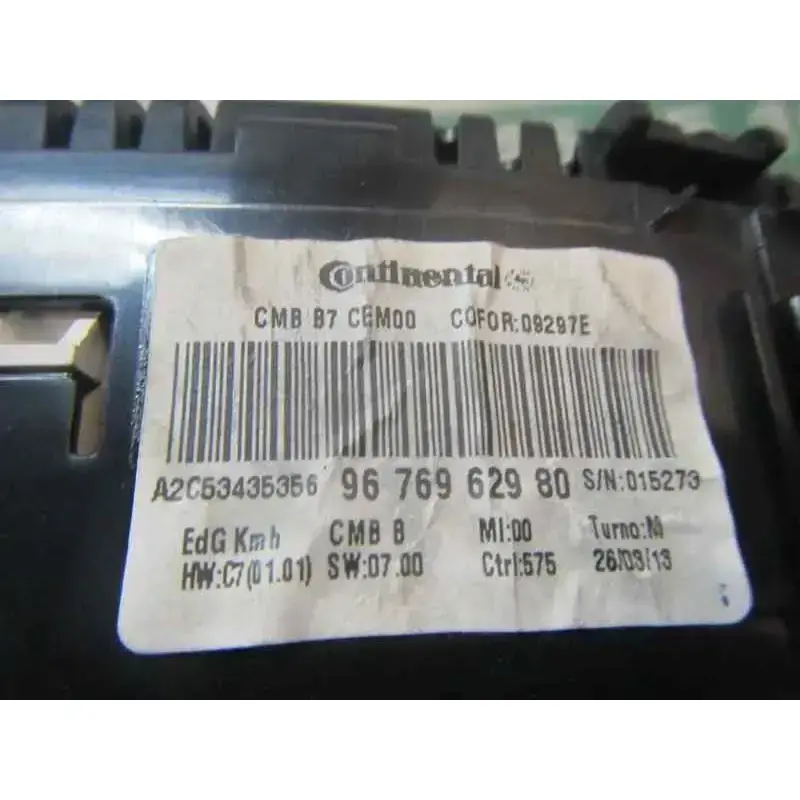 Continental
CMB B7 CEM00 COFOR:09297E
A2C53435356 96 769 629 80 S/N:015273
EdG Kmh CMB B MI:00 Turno:M
HW:C7(01.01) SW:07.00 Ctrl:575 26/03/13